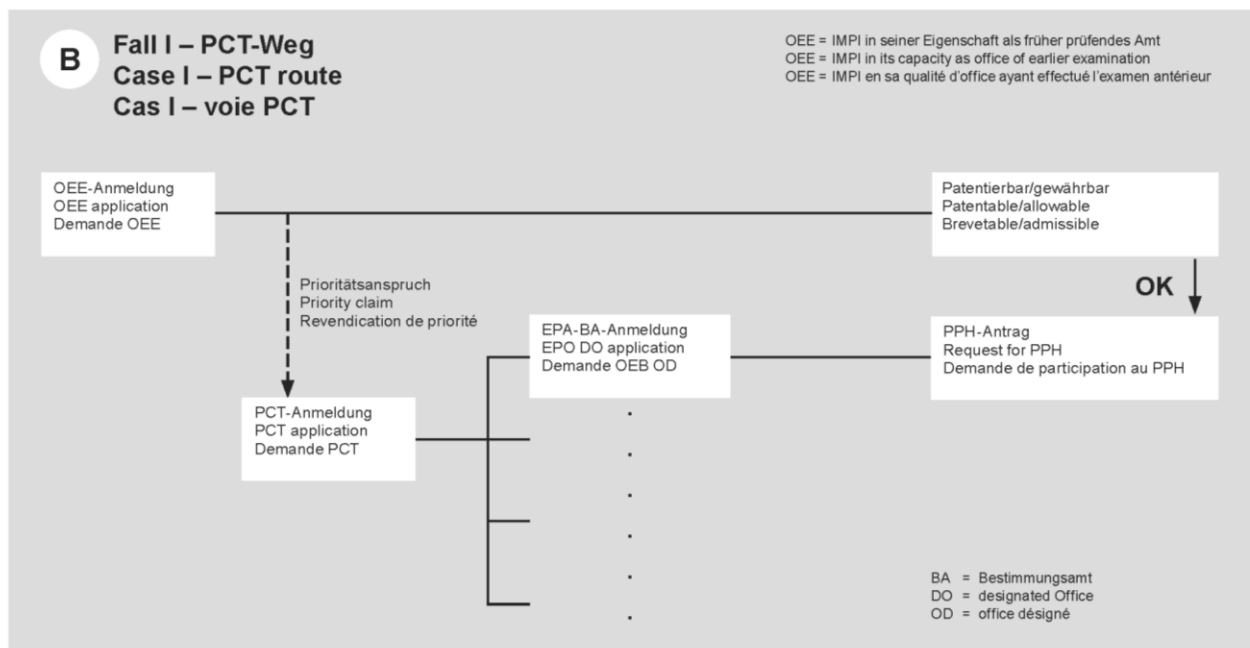 B
Fall I – PCT-Weg
Case I – PCT route
Cas I – voie PCT
OEE = IMPI in seiner Eigenschaft als früher prüfendes Amt
OEE = IMPI in its capacity as office of earlier examination
OEE = IMPI en sa qualité d'office ayant effectué l'examen antérieur
OEE-Anmeldung
OEE application
Demande OEE
Patentierbar/gewährbar
Patentable/allowable
Brevetable/admissible
Prioritätsanspruch
Priority claim
Revendication de priorité
OK
EPA-BA-Anmeldung
EPO DO application
Demande OEB OD
PPH-Antrag
Request for PPH
Demande de participation au PPH
PCT-Anmeldung
PCT application
Demande PCT
BA = Bestimmungsamt
DO = designated Office
OD = office désigné